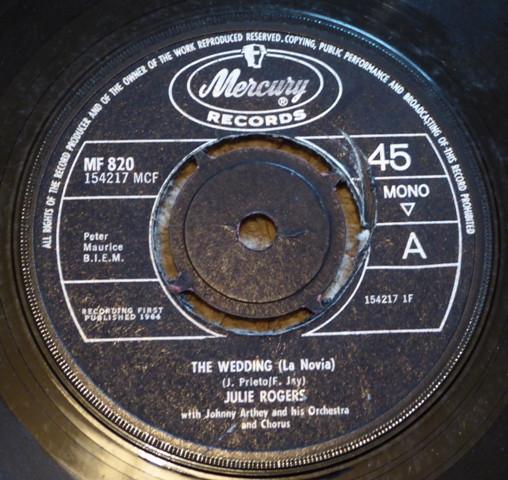 ALL RIGHTS OF THE RECORD PRODUCER AND OF THE OWNER OF THE WORK REPRODUCED RESERVED. COPYING, PUBLIC PERFORMANCE AND BROADCASTING OF THIS RECORD PROHIBITED
Mercury®
RECORDS
MF 820
154217 MCF
45
MONO
A
Peter
Maurice
B.I.E.M.
154217 1F
RECORDING FIRST
PUBLISHED 1964
THE WEDDING (La Novia)
(J. Prieto/F. Jay)
JULIE ROGERS
with Johnny Arthey and his Orchestra
and Chorus